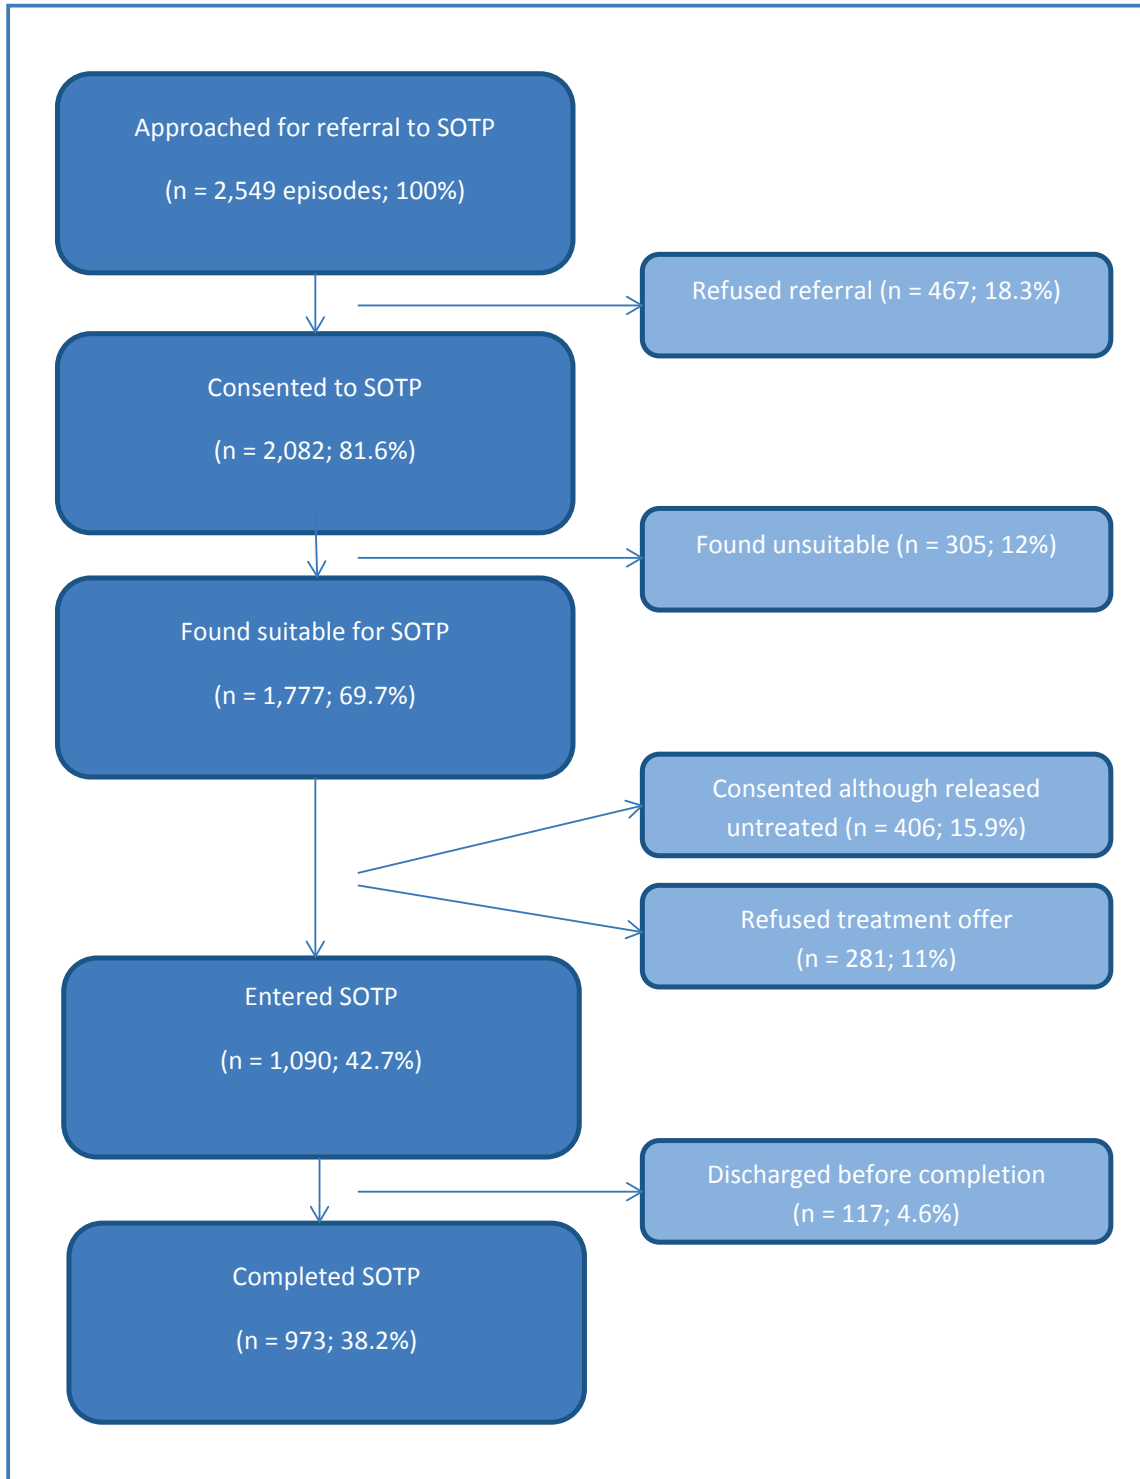 Approached for referral to SOTP
(n = 2,549 episodes; 100%)
Refused referral (n = 467; 18.3%)
Consented to SOTP
(n = 2,082; 81.6%)
Found unsuitable (n = 305; 12%)
Found suitable for SOTP
(n = 1,777; 69.7%)
Consented although released
untreated (n = 406; 15.9%)
Refused treatment offer
(n = 281; 11%)
Entered SOTP
(n = 1,090; 42.7%)
Discharged before completion
(n = 117; 4.6%)
Completed SOTP
(n = 973; 38.2%)